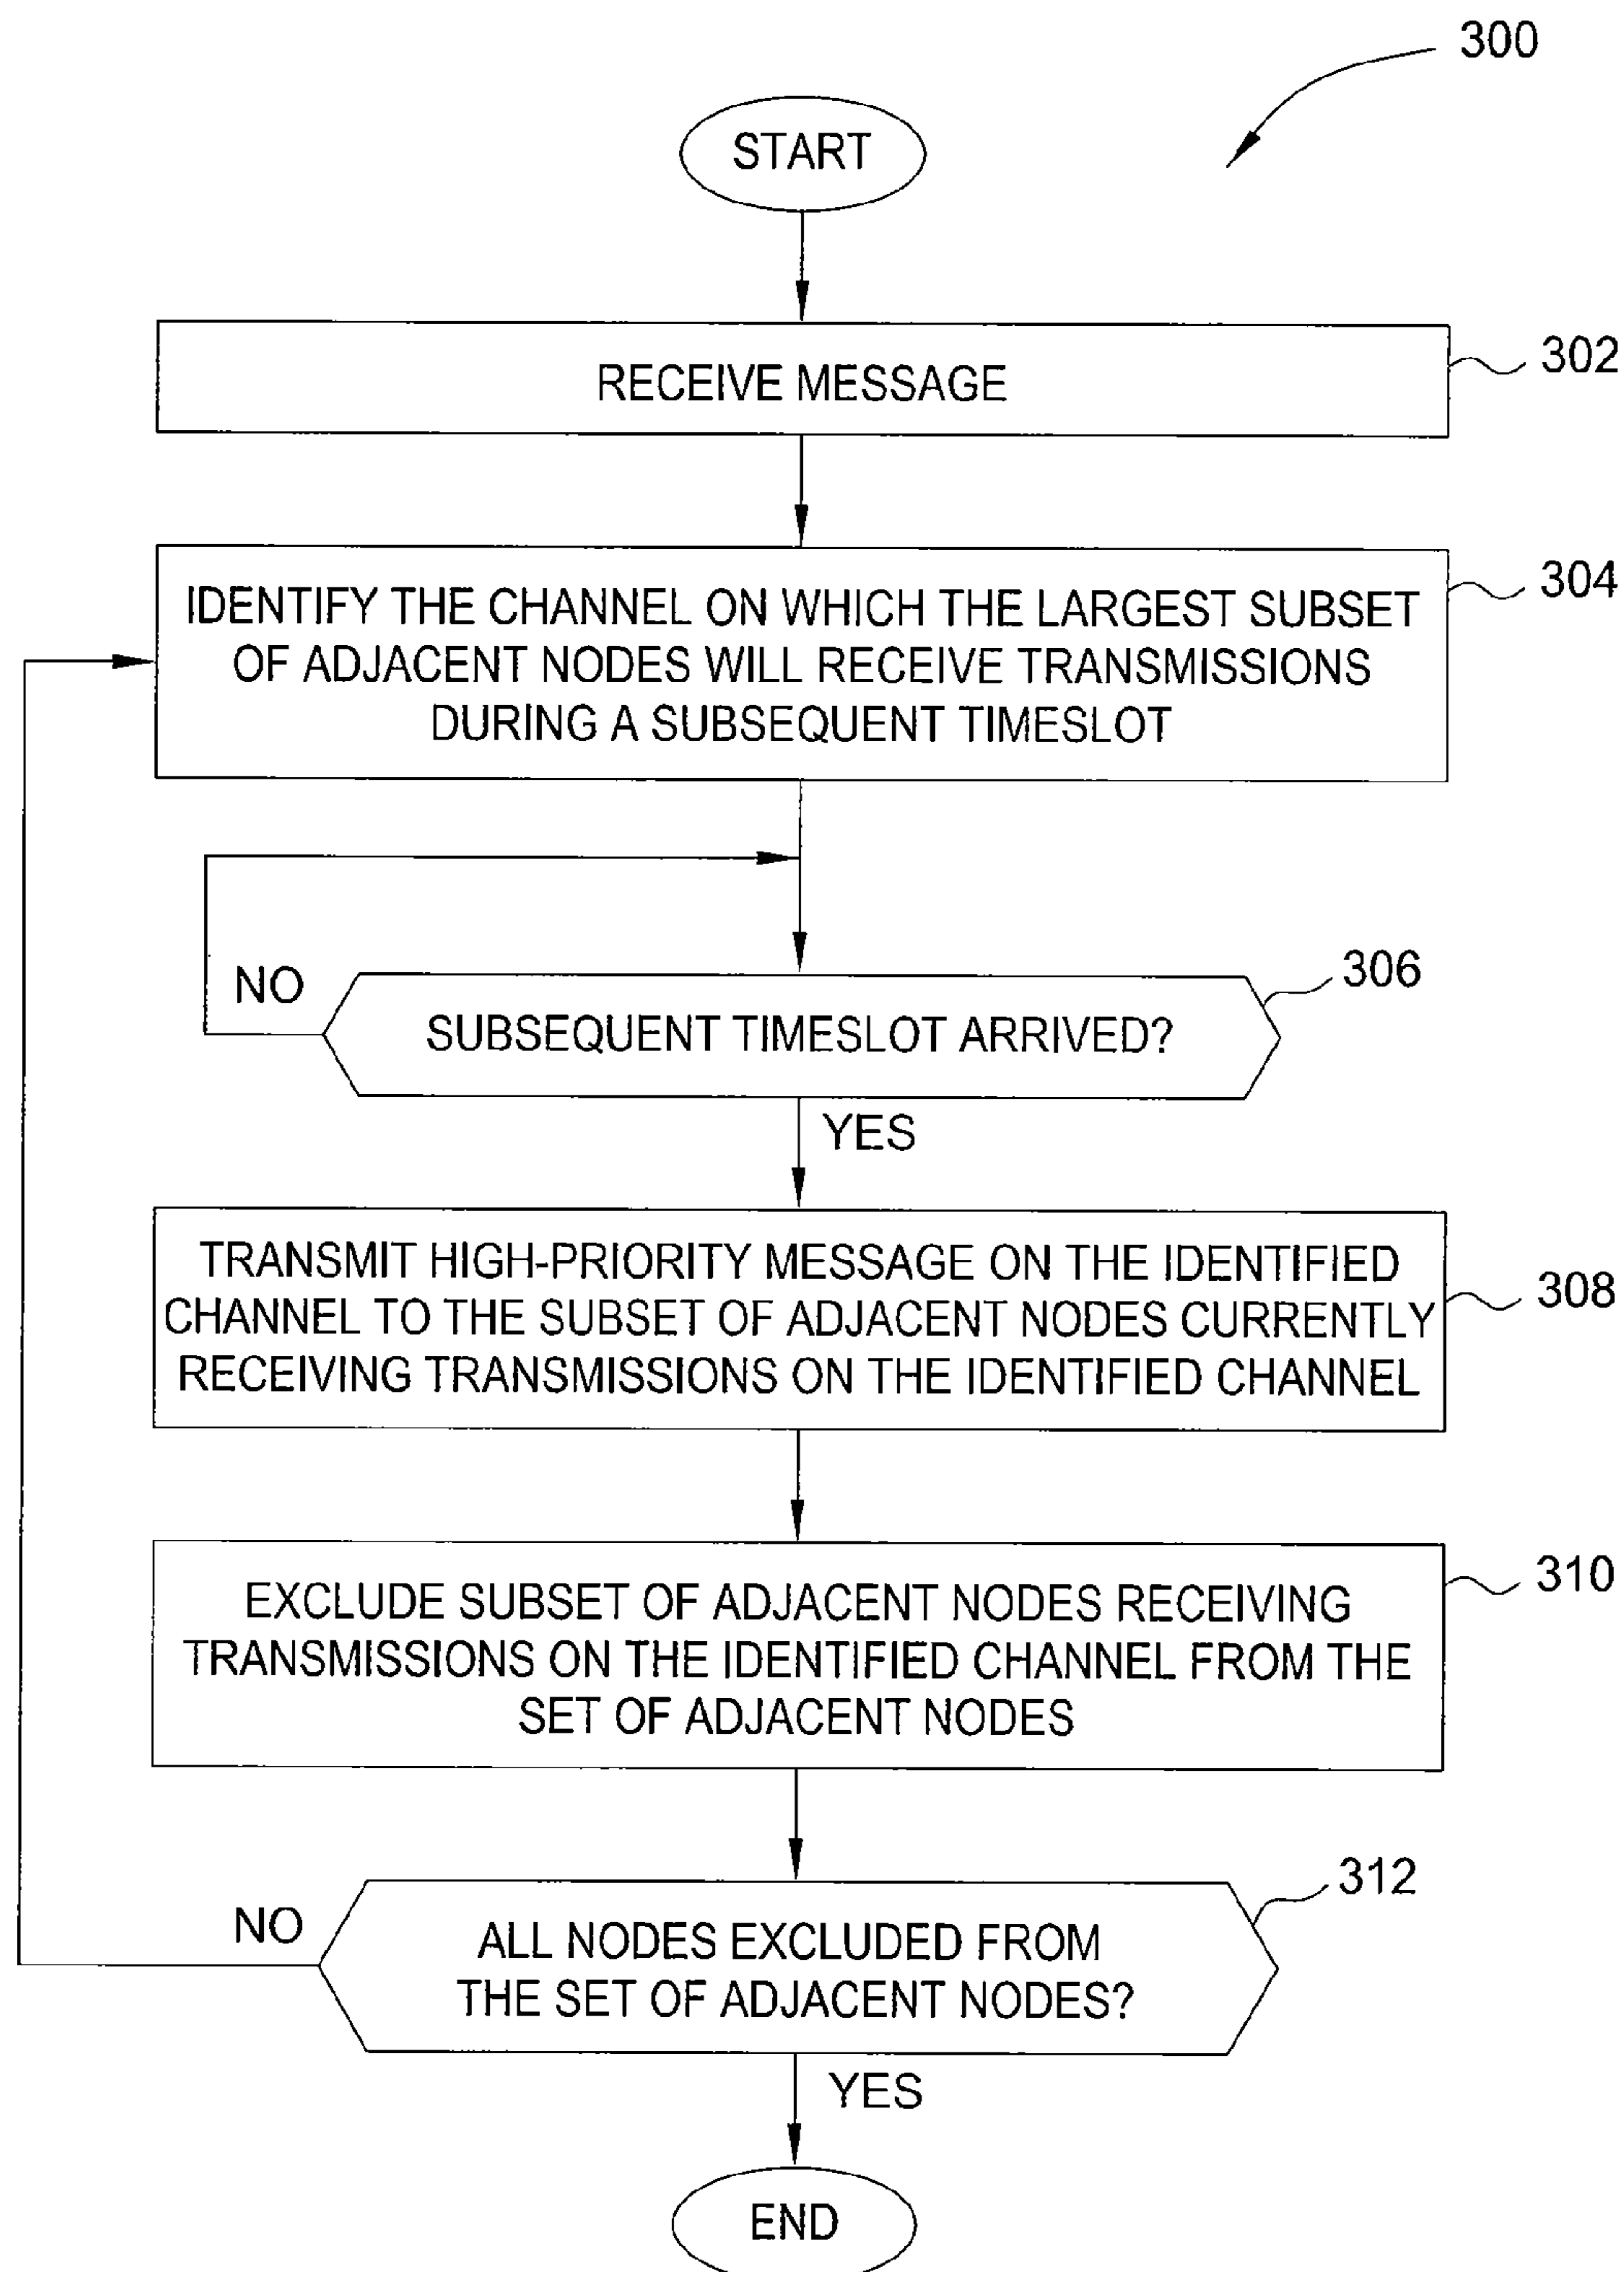 300
START
RECEIVE MESSAGE
302
IDENTIFY THE CHANNEL ON WHICH THE LARGEST SUBSET
OF ADJACENT NODES WILL RECEIVE TRANSMISSIONS
DURING A SUBSEQUENT TIMESLOT
304
NO
SUBSEQUENT TIMESLOT ARRIVED?
306
YES
TRANSMIT HIGH-PRIORITY MESSAGE ON THE IDENTIFIED
CHANNEL TO THE SUBSET OF ADJACENT NODES CURRENTLY
RECEIVING TRANSMISSIONS ON THE IDENTIFIED CHANNEL
308
EXCLUDE SUBSET OF ADJACENT NODES RECEIVING
TRANSMISSIONS ON THE IDENTIFIED CHANNEL FROM THE
SET OF ADJACENT NODES
310
NO
ALL NODES EXCLUDED FROM
THE SET OF ADJACENT NODES?
312
YES
END